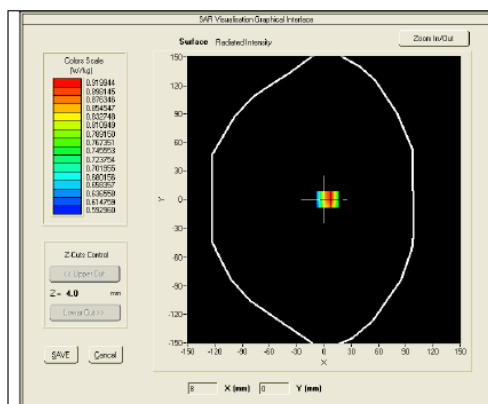 SAR Visualisation Graphical Interface
Surface Radiated Intensity
Zoom In/Out
Colors Scale
(W/kg)
0.919944
0.898145
0.876346
0.854547
0.832748
0.810949
0.789150
0.767351
0.745553
0.723754
0.701955
0.680156
0.658357
0.636558
0.614759
0.592960
Z-Cuts Control
<< Upper Cut
Z = 4.0 mm
Lower Cut >>
SAVE
Cancel
150
120
90
60
30
0
-30
-60
-90
-120
-150
Y
-150 -120 -90 -60 -30 0 30 60 90 120 150
X
8 X (mm) 0 Y (mm)